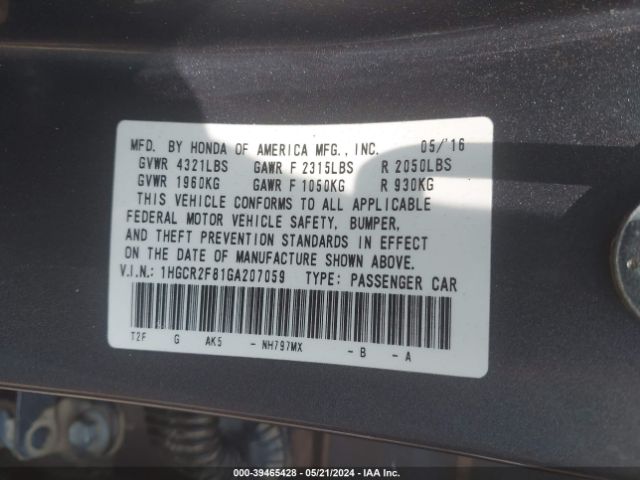 MFD. BY HONDA OF AMERICA MFG., INC. 05/'16
GVWR 4321LBS GAWR F 2315LBS R 2050LBS
GVWR 1960KG GAWR F 1050KG R 930KG
THIS VEHICLE CONFORMS TO ALL APPLICABLE
FEDERAL MOTOR VEHICLE SAFETY, BUMPER,
AND THEFT PREVENTION STANDARDS IN EFFECT
ON THE DATE OF MANUFACTURE SHOWN ABOVE.
V.I.N.: 1HGCR2F81GA207059 TYPE: PASSENGER CAR
T2F G AK5 - NH797MX - B - A
000-39465428 - 05/21/2024 - IAA Inc.